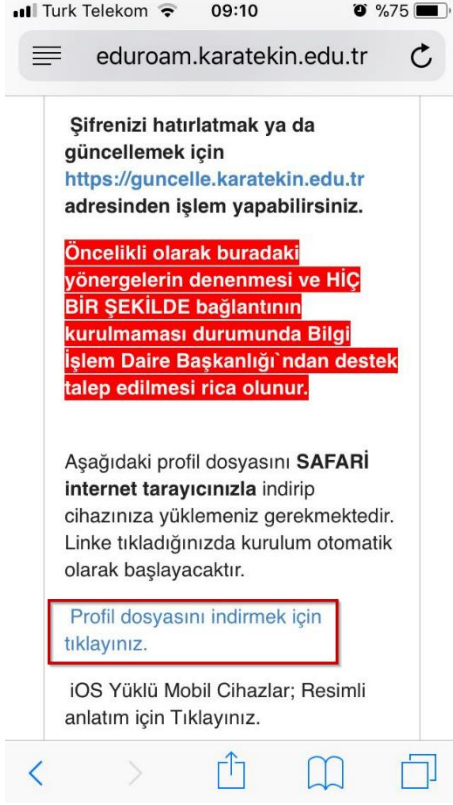 Turk Telekom 09:10 %75
eduroam.karatekin.edu.tr
Şifrenizi hatırlatmak ya da
güncellemek için
https://guncelle.karatekin.edu.tr
adresinden işlem yapabilirsiniz.
Öncelikli olarak buradaki
yönergelerin denenmesi ve HİÇ
BİR ŞEKİLDE bağlantının
kurulmaması durumunda Bilgi
İşlem Daire Başkanlığı`ndan destek
talep edilmesi rica olunur.
Aşağıdaki profil dosyasını SAFARİ
internet tarayıcınızla indirip
cihazınıza yüklemeniz gerekmektedir.
Linke tıkladığınızda kurulum otomatik
olarak başlayacaktır.
Profil dosyasını indirmek için
tıklayınız.
iOS Yüklü Mobil Cihazlar; Resimli
anlatım için Tıklayınız.